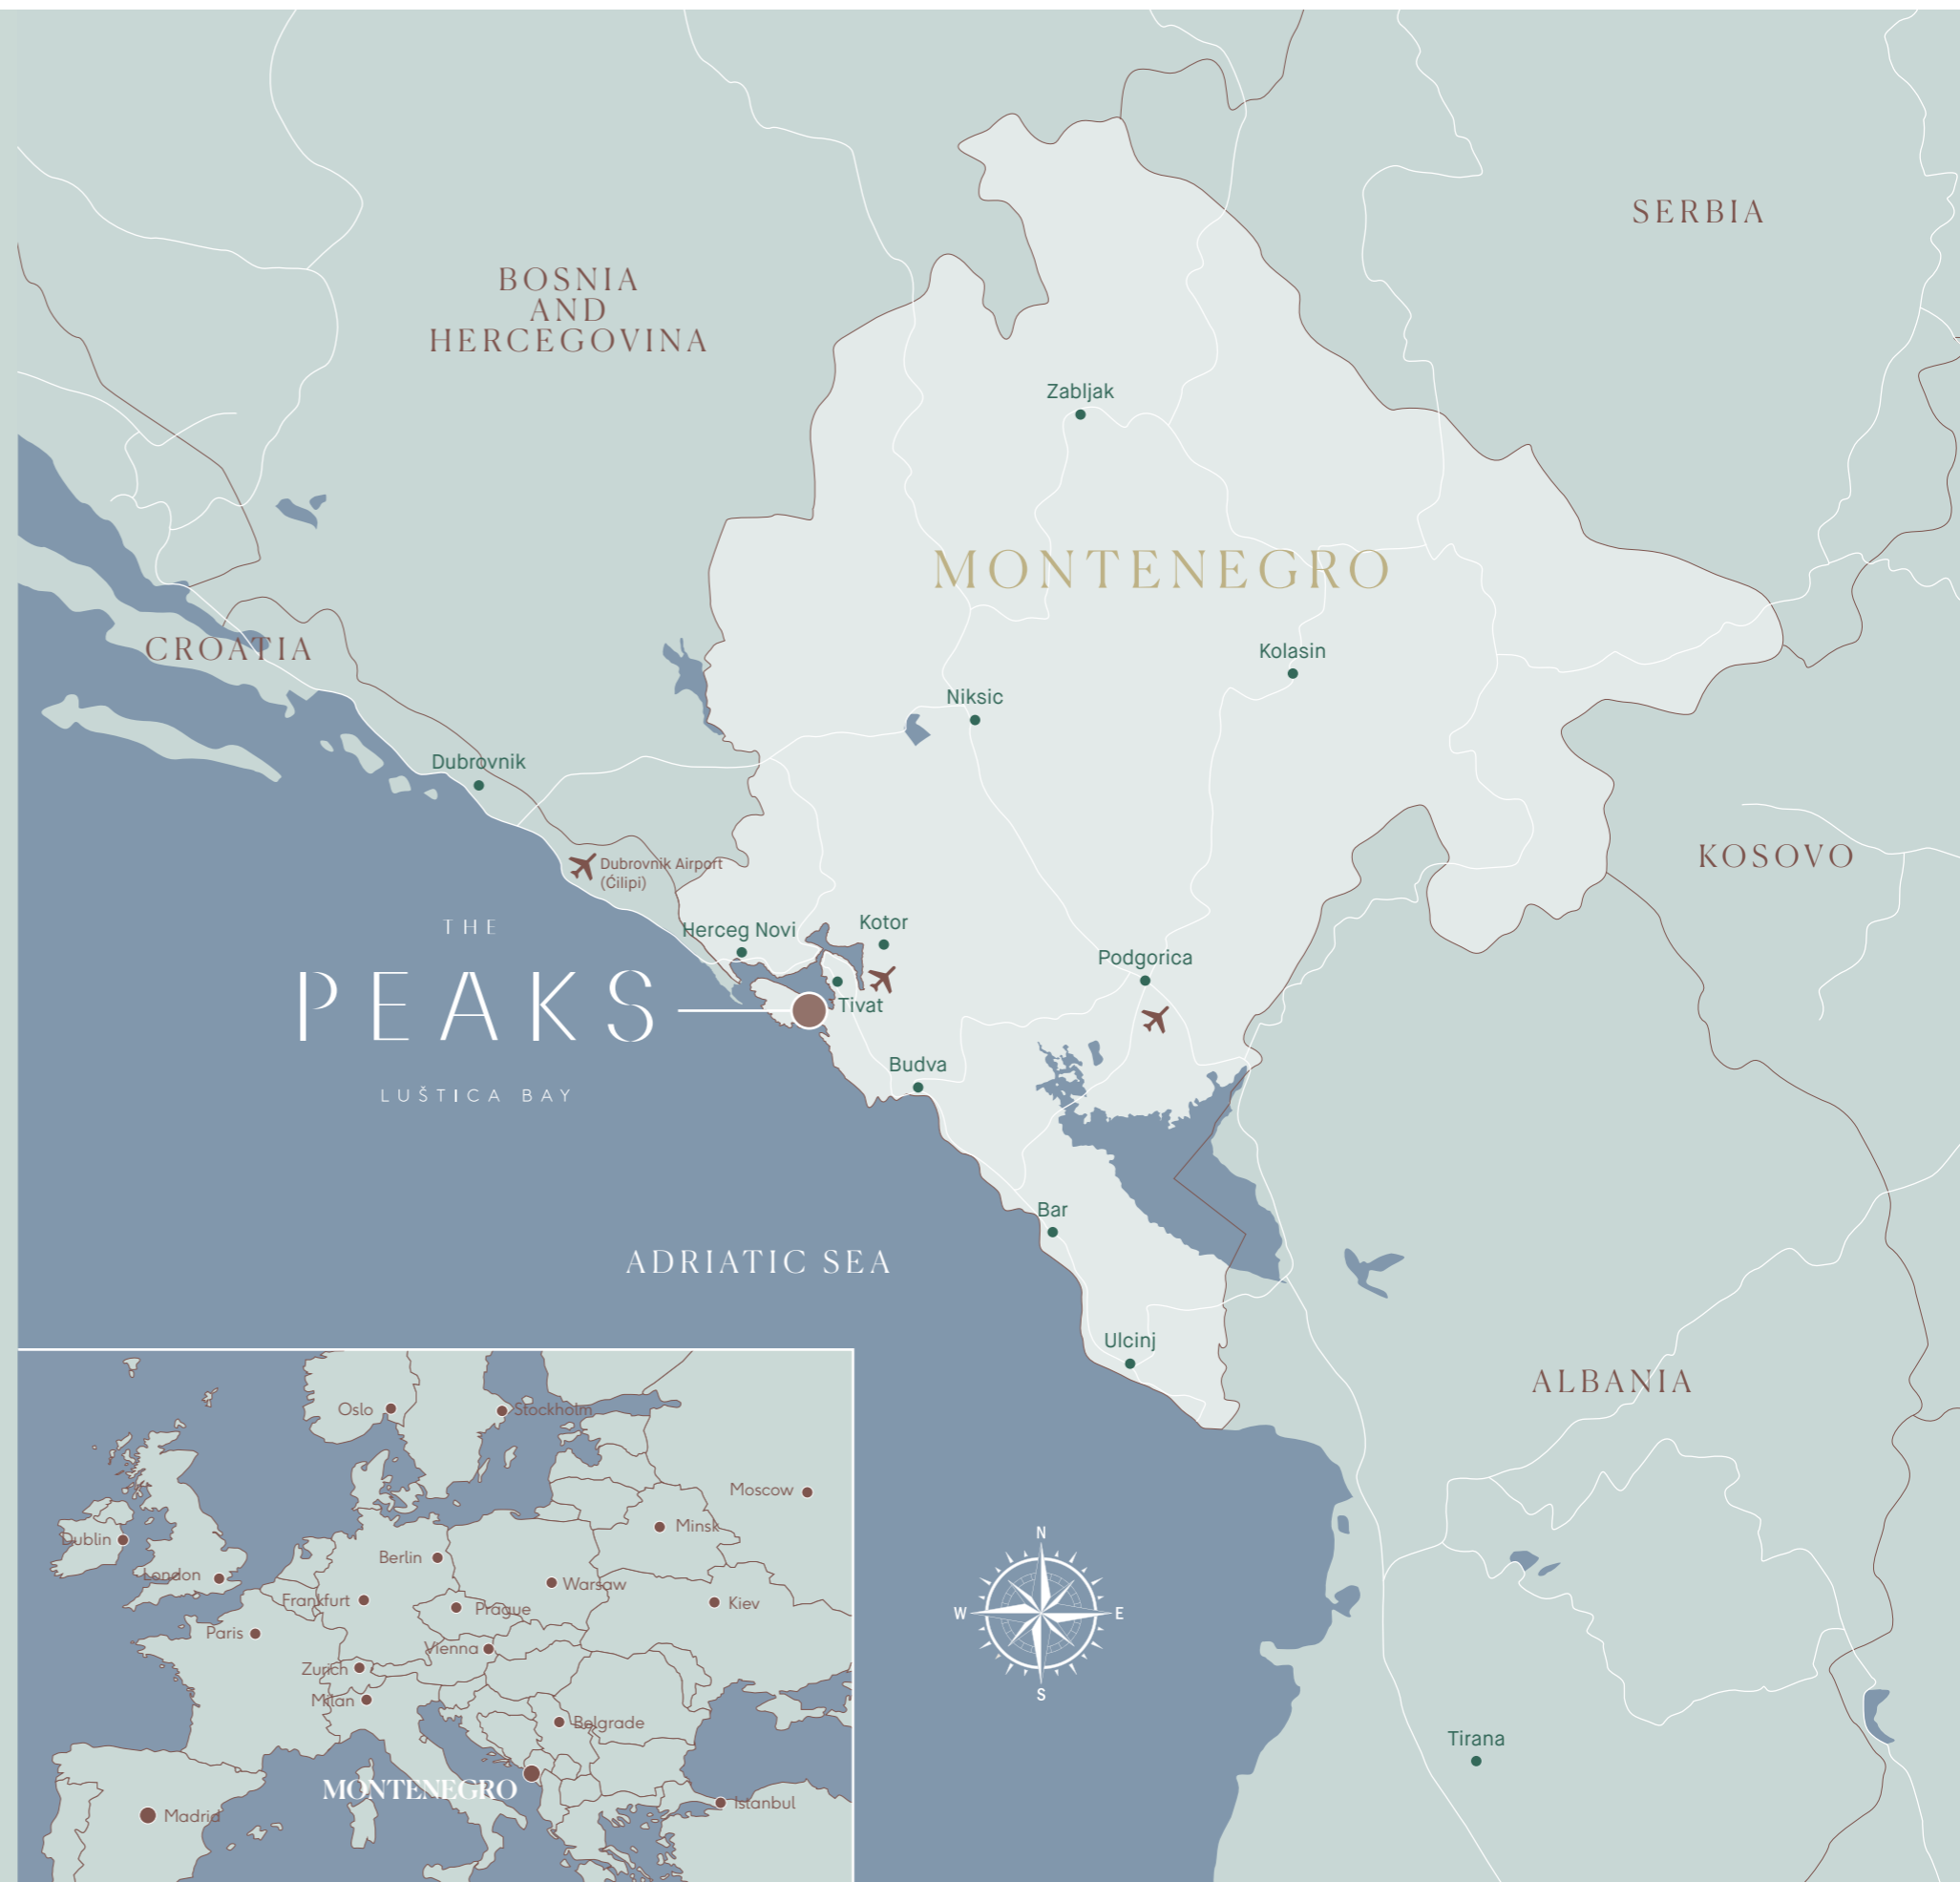 SERBIA
BOSNIA
AND
HERCEGOVINA
Zabljak
MONTENEGRO
CROATIA
Kolasin
Niksic
Dubrovnik
KOSOVO
Dubrovnik Airport
(Ćilipi)
Herceg Novi
Kotor
THE
PEAKS
LUŠTICA BAY
Podgorica
Tivat
Budva
Bar
ADRIATIC SEA
Ulcinj
ALBANIA
Tirana
N
W
E
S
Oslo
Stockholm
Moscow
Minsk
Dublin
Berlin
London
Warsaw
Frankfurt
Prague
Kiev
Paris
Vienna
Zurich
Milan
Belgrade
MONTENEGRO
Istanbul
Madrid